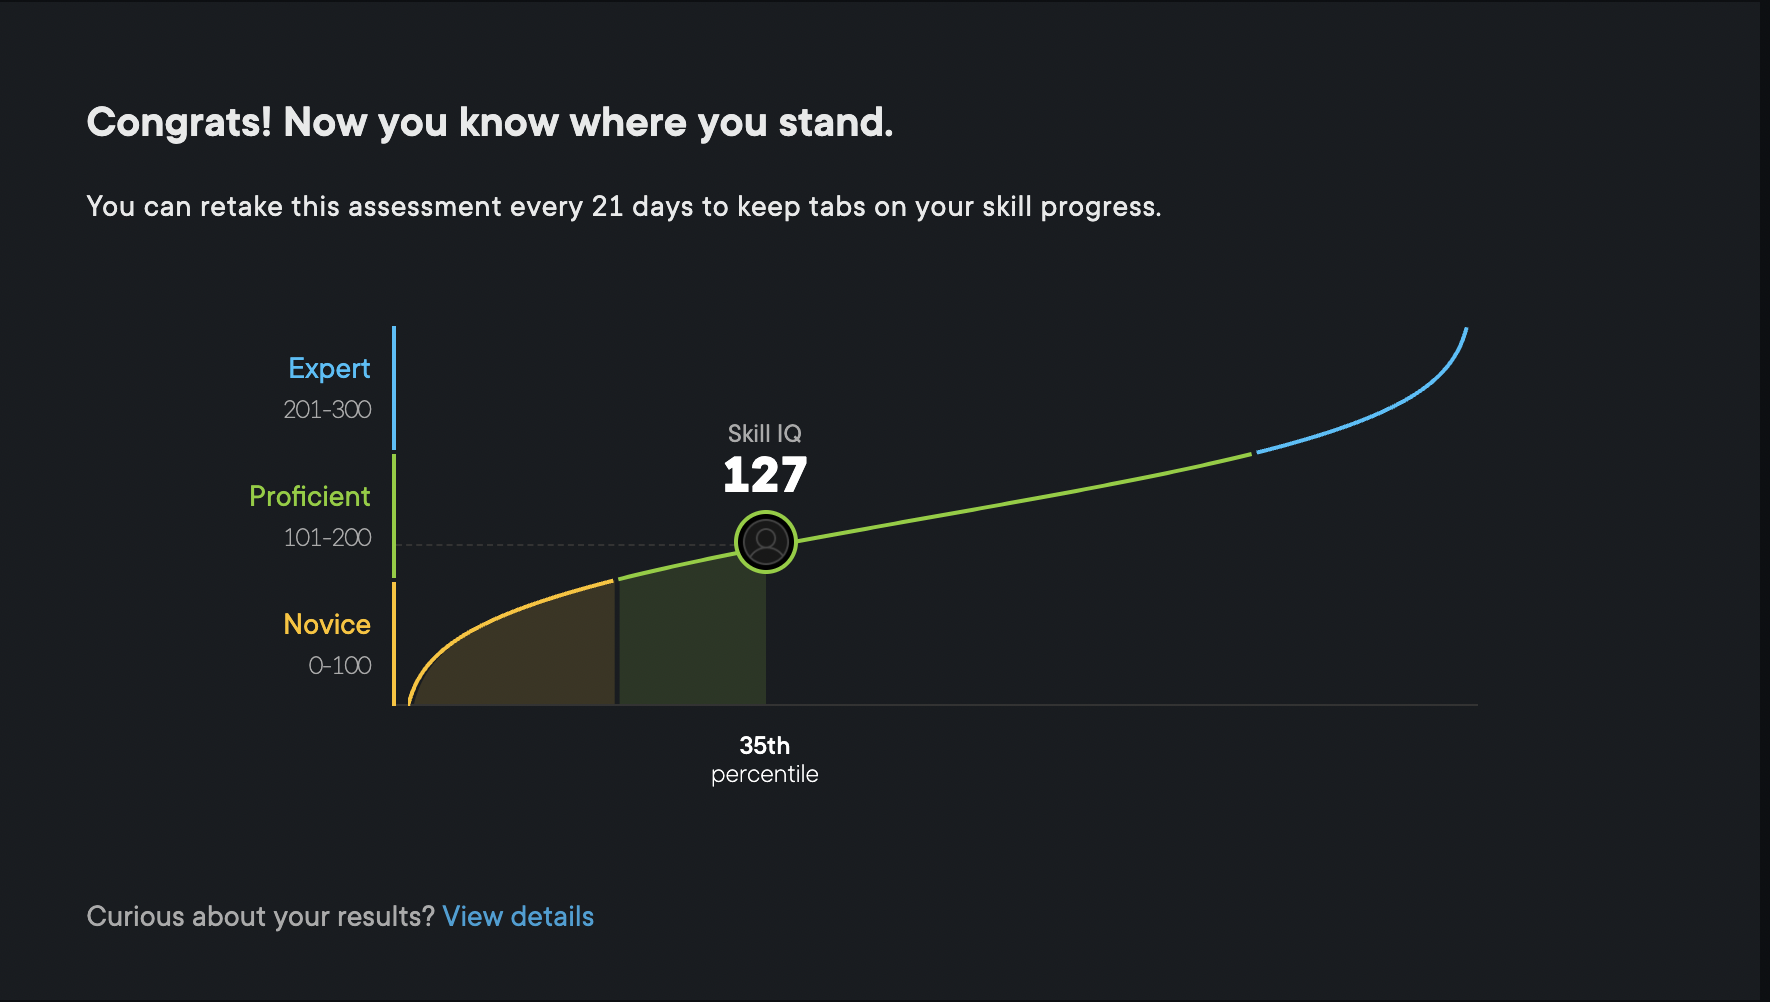 Congrats! Now you know where you stand.
You can retake this assessment every 21 days to keep tabs on your skill progress.
Expert
201-300
Skill IQ
127
Proficient
101-200
Novice
0-100
35th
percentile
Curious about your results? View details